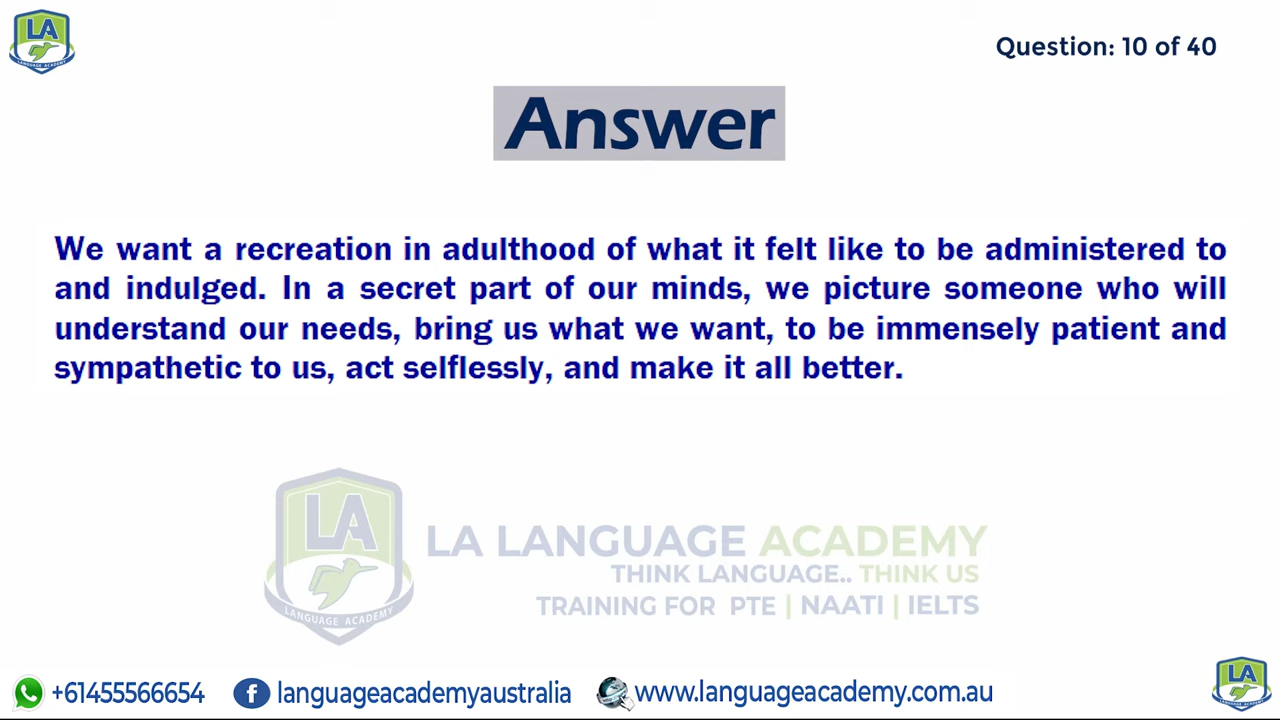 LA
LANGUAGE ACADEMY
Question: 10 of 40
Answer
We want a recreation in adulthood of what it felt like to be administered to
and indulged. In a secret part of our minds, we picture someone who will
understand our needs, bring us what we want, to be immensely patient and
sympathetic to us, act selflessly, and make it all better.
LA
LANGUAGE ACADEMY
LA LANGUAGE ACADEMY
THINK LANGUAGE.. THINK US
TRAINING FOR PTE | NAATI | IELTS
+61455566654
languageacademyaustralia
www.languageacademy.com.au
LA
LANGUAGE ACADEMY